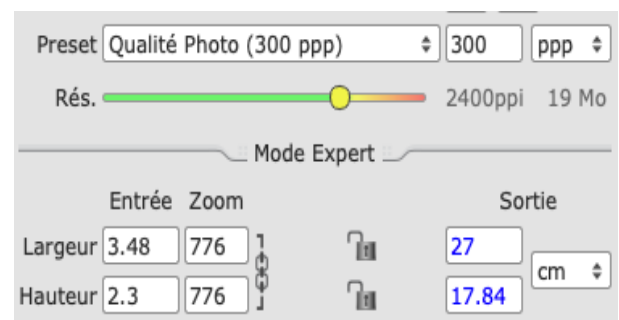 Preset Qualité Photo (300 ppp) 300 ppp
Rés. 2400ppi 19 Mo
Mode Expert
Entrée Zoom Sortie
Largeur 3.48 776 27
cm
Hauteur 2.3 776 17.84